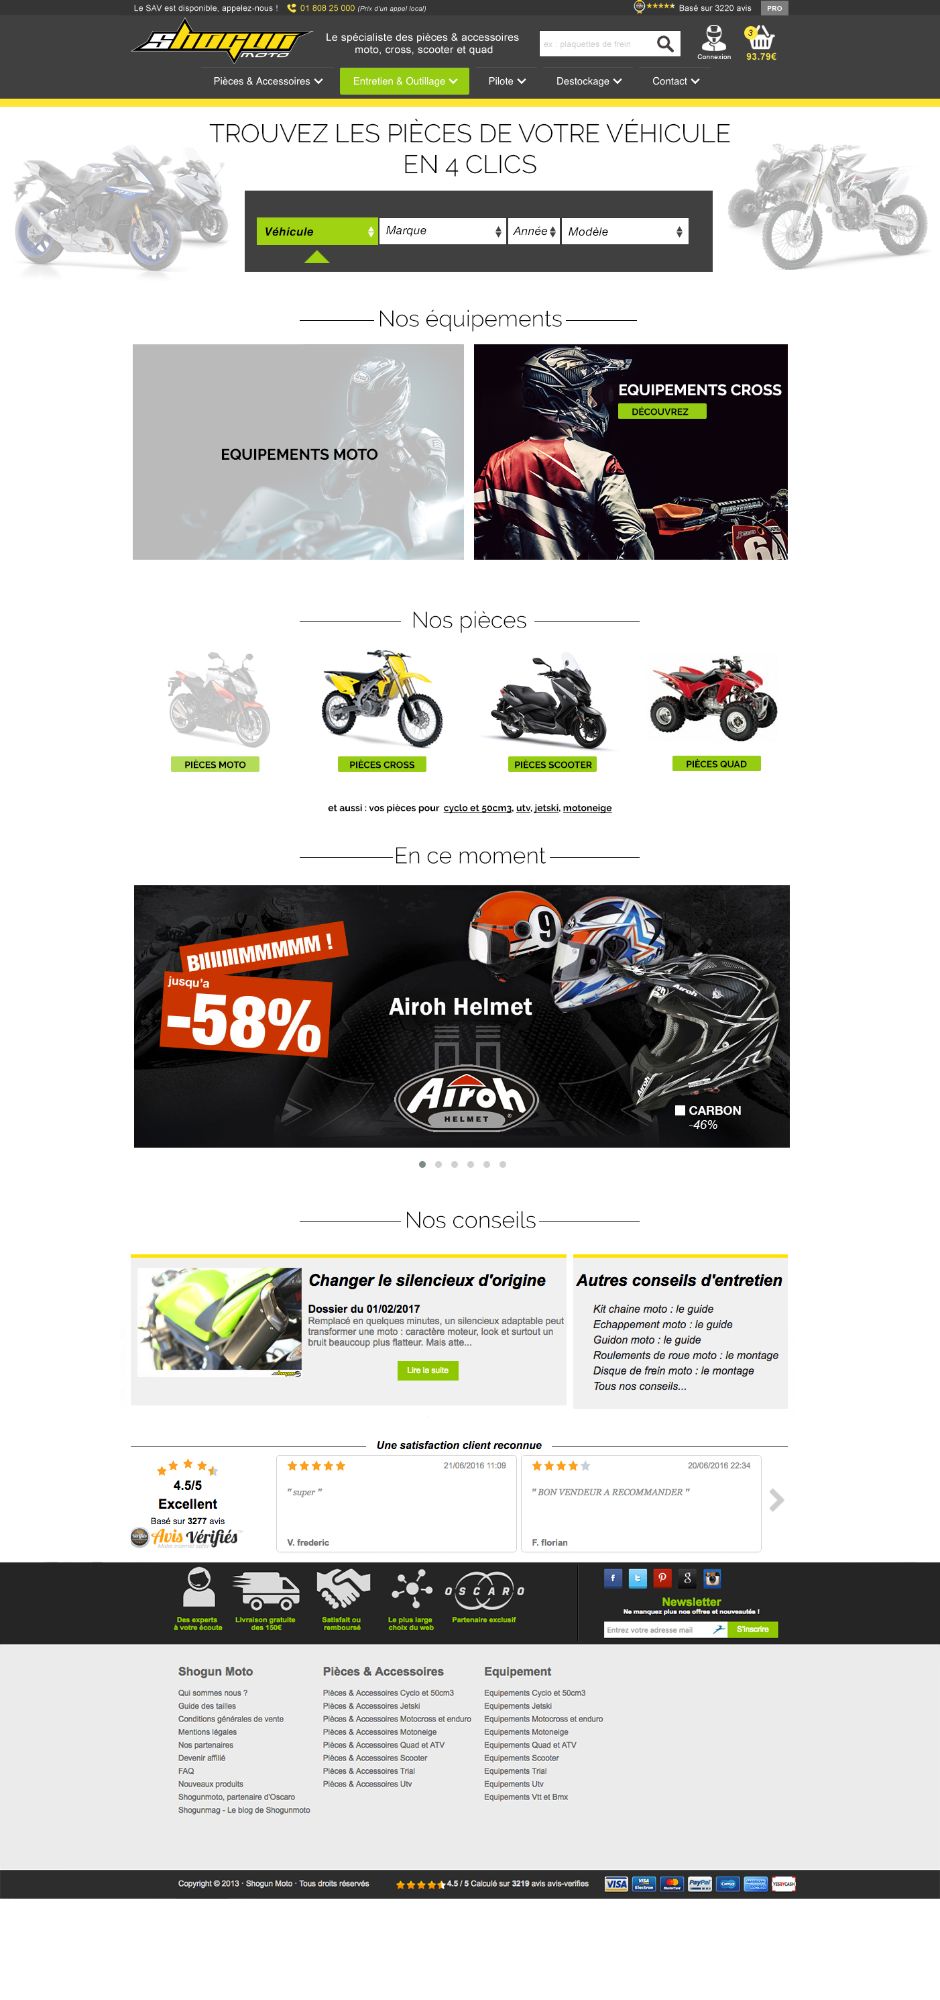 Le SAV est disponible, appelez-nous ! 01 808 25 000 (Prix d'un appel local) Basé sur 3220 avis PRO
shogun MOTO
Le spécialiste des pièces & accessoires
moto, cross, scooter et quad
ex : plaquettes de frein
Connexion
3
93.79€
Pièces & Accessoires Entretien & Outillage Pilote Destockage Contact
TROUVEZ LES PIÈCES DE VOTRE VÉHICULE
EN 4 CLICS
Véhicule Marque Année Modèle
Nos équipements
EQUIPEMENTS MOTO
EQUIPEMENTS CROSS
DÉCOUVREZ
Nos pièces
PIÈCES MOTO PIÈCES CROSS PIÈCES SCOOTER PIÈCES QUAD
et aussi : vos pièces pour cyclo et 50cm3, utv, jetski, motoneige
En ce moment
BIIIIIIMMMMM !
jusqu'a
-58%
9
Airoh Helmet
Airoh
HELMET
CARBON
-46%
Nos conseils
Changer le silencieux d'origine
Dossier du 01/02/2017
Remplacé en quelques minutes, un silencieux adaptable peut
transformer une moto : caractère moteur, look et surtout un
bruit beaucoup plus flatteur. Mais atte...
Lire la suite
Autres conseils d'entretien
Kit chaine moto : le guide
Echappement moto : le guide
Guidon moto : le guide
Roulements de roue moto : le montage
Disque de frein moto : le montage
Tous nos conseils...
Une satisfaction client reconnue
4.5/5
Excellent
Basé sur 3277 avis
Avis Vérifiés
21/06/2016 11:09
" super "
V. frederic
20/06/2016 22:34
" BON VENDEUR A RECOMMANDER "
F. florian
Des experts
à votre écoute
Livraison gratuite
des 150€
Satisfait ou
remboursé
Le plus large
choix du web
OSCARO
Partenaire exclusif
Newsletter
Ne manquez plus nos offres et nouveautés !
Entrez votre adresse mail S'inscrire
Shogun Moto
Qui sommes nous ?
Guide des tailles
Conditions générales de vente
Mentions légales
Nos partenaires
Devenir affilié
FAQ
Nouveaux produits
Shogunmoto, partenaire d'Oscaro
Shogunmag - Le blog de Shogunmoto
Pièces & Accessoires
Pièces & Accessoires Cyclo et 50cm3
Pièces & Accessoires Jetski
Pièces & Accessoires Motocross et enduro
Pièces & Accessoires Motoneige
Pièces & Accessoires Quad et ATV
Pièces & Accessoires Scooter
Pièces & Accessoires Trial
Pièces & Accessoires Utv
Equipement
Equipements Cyclo et 50cm3
Equipements Jetski
Equipements Motocross et enduro
Equipements Motoneige
Equipements Quad et ATV
Equipements Scooter
Equipements Trial
Equipements Utv
Equipements Vtt et Bmx
Copyright © 2013 · Shogun Moto · Tous droits réservés 4.5 / 5 Calculé sur 3219 avis avis-verifies VISA VISA Electron MasterCard PayPal